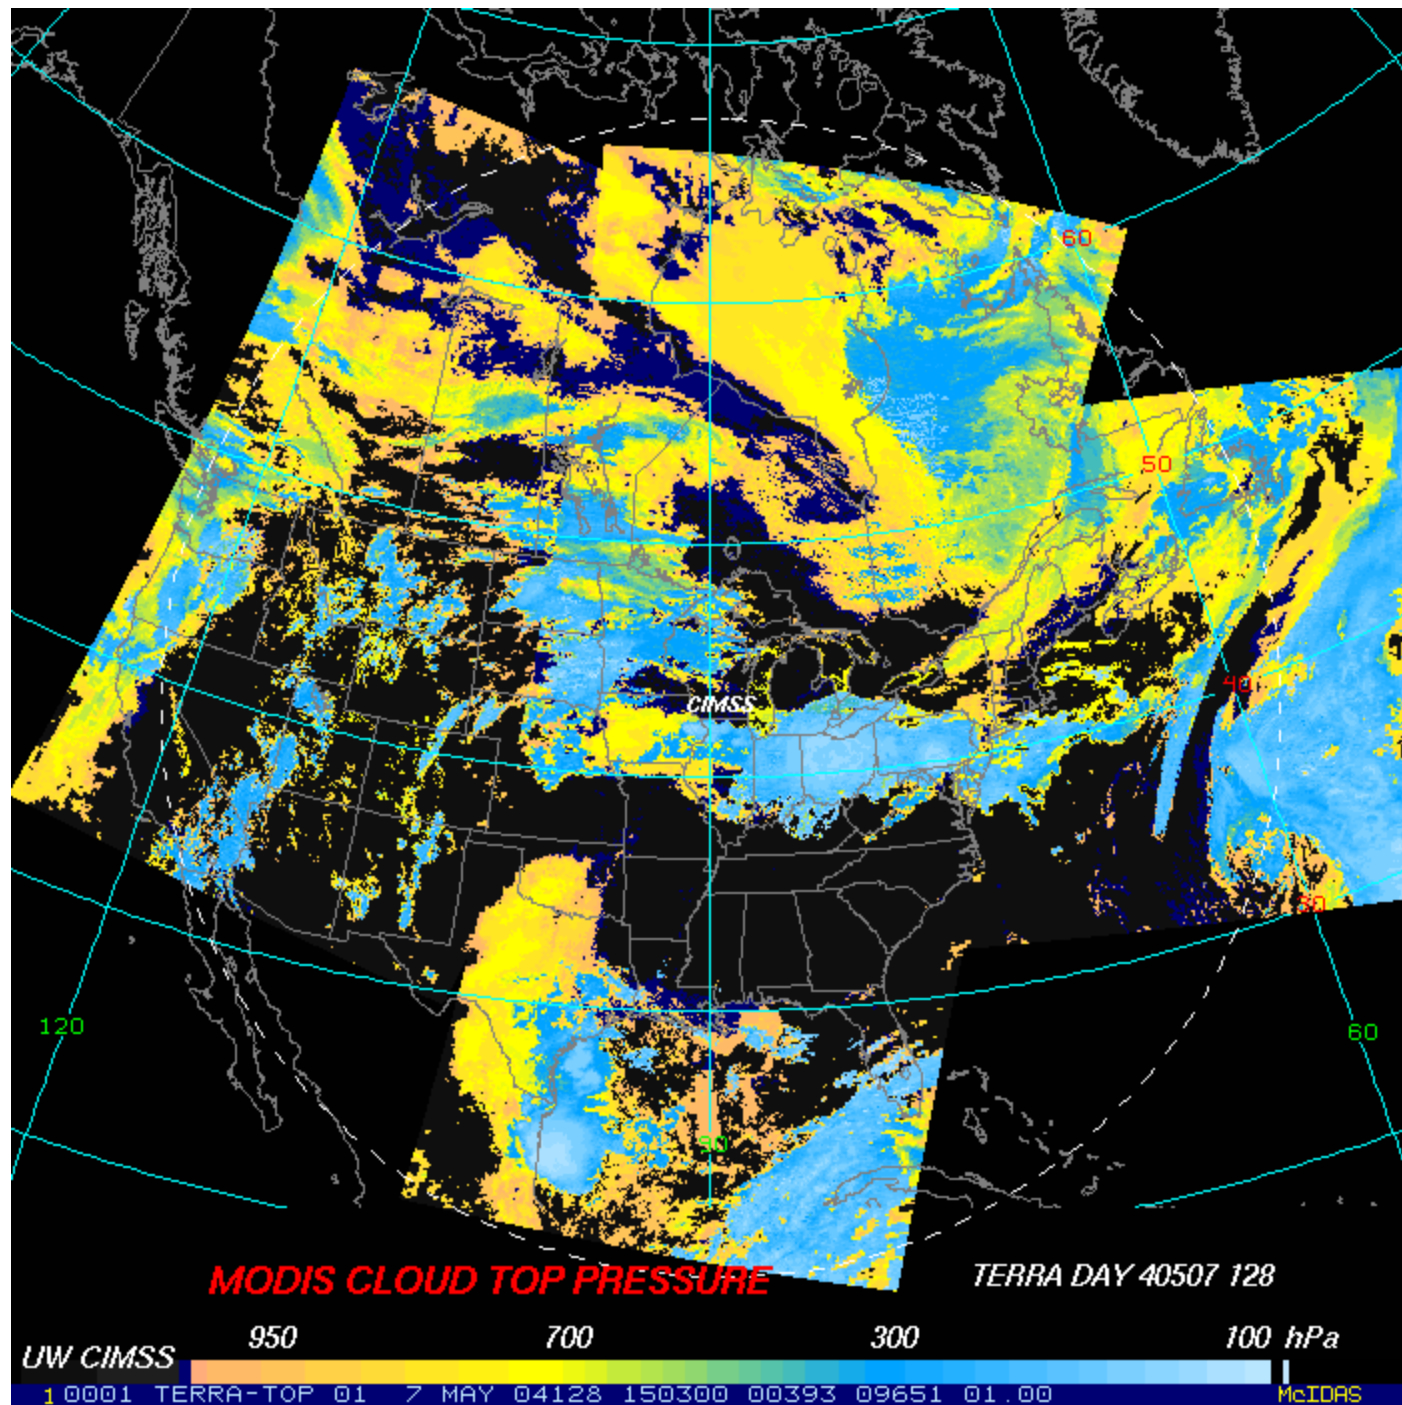 60
50
CIMSS
40
30
120
60
90
MODIS CLOUD TOP PRESSURE
TERRA DAY 40507 128
950 700 300 100 hPa
UW CIMSS
1 0001 TERRA-TOP 01 7 MAY 04128 150300 00393 09651 01.00 McIDAS